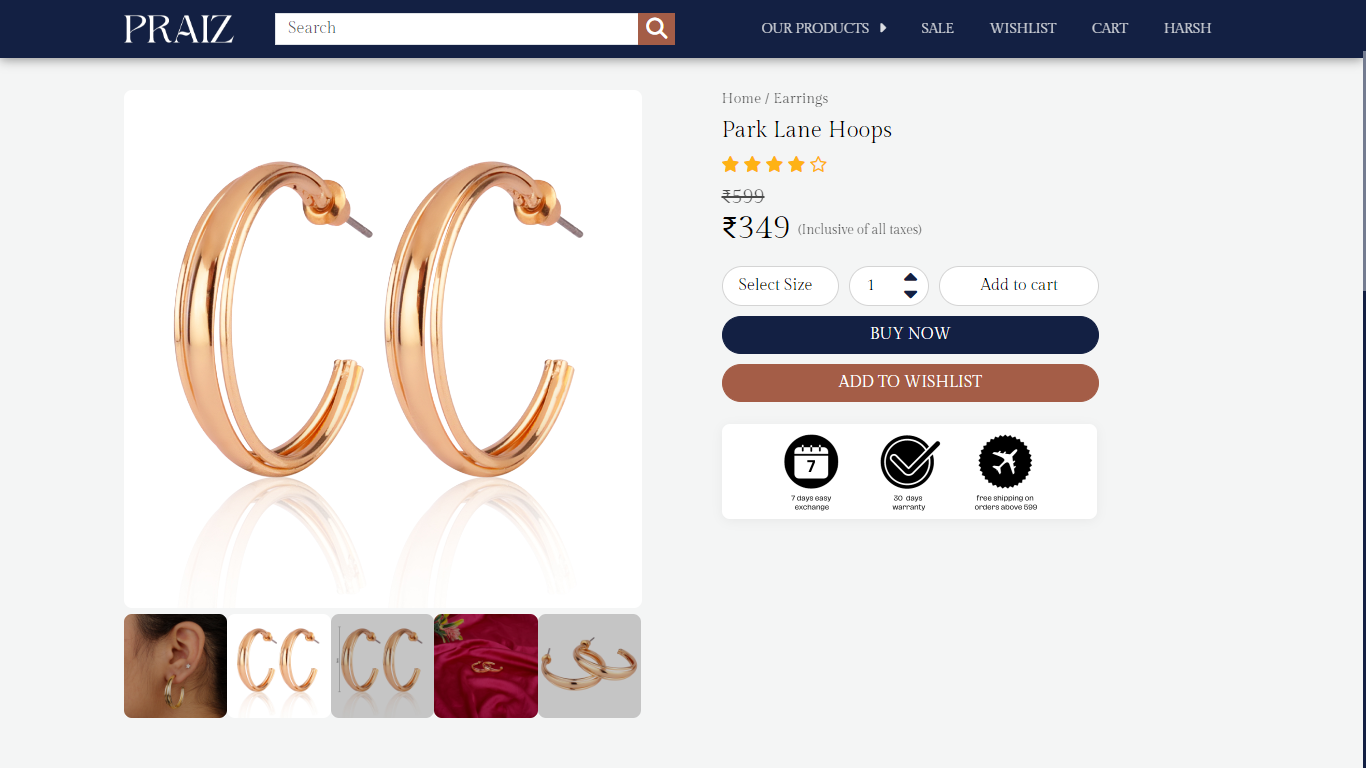 PRAIZ
Search
OUR PRODUCTS
SALE
WISHLIST
CART
HARSH
Home / Earrings
Park Lane Hoops
₹599
₹349 (Inclusive of all taxes)
Select Size
1
Add to cart
BUY NOW
ADD TO WISHLIST
7
7 days easy
exchange
30 days
warranty
free shipping on
orders above 599